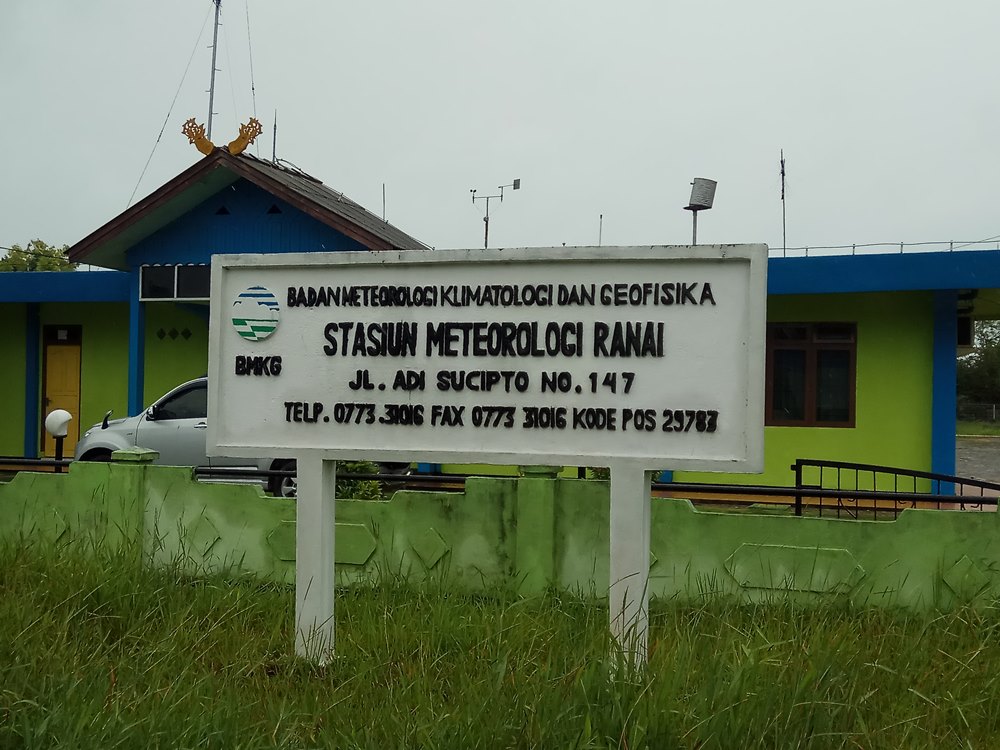 BADAN METEOROLOGI KLIMATOLOGI DAN GEOFISIKA
STASIUN METEOROLOGI RANAI
BMKG
JL. ADI SUCIPTO NO. 147
TELP. 0773.31016 FAX 0773 31016 KODE POS 29783